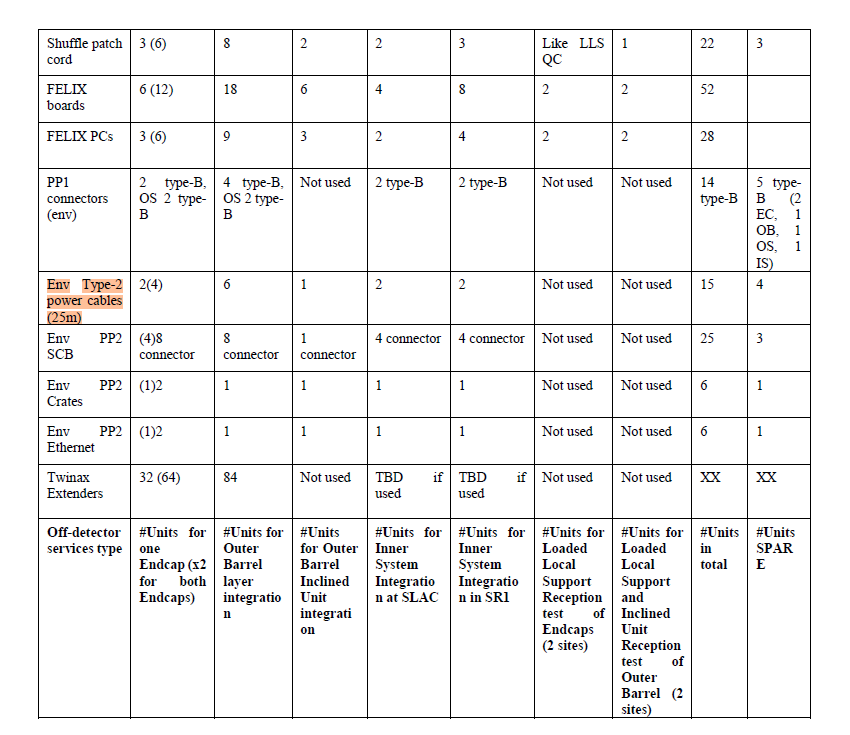 Shuffle patch cord | 3 (6) | 8 | 2 | 2 | 3 | Like LLS QC | 1 | 22 | 3
FELIX boards | 6 (12) | 18 | 6 | 4 | 8 | 2 | 2 | 52 |
FELIX PCs | 3 (6) | 9 | 3 | 2 | 4 | 2 | 2 | 28 |
PP1 connectors (env) | 2 type-B, OS 2 type-B | 4 type-B, OS 2 type-B | Not used | 2 type-B | 2 type-B | Not used | Not used | 14 type-B | 5 type-B (2 EC, 1 OB, 1 OS, 1 IS)
Env Type-2 power cables (25m) | 2(4) | 6 | 1 | 2 | 2 | Not used | Not used | 15 | 4
Env PP2 SCB | (4)8 connector | 8 connector | 1 connector | 4 connector | 4 connector | Not used | Not used | 25 | 3
Env PP2 Crates | (1)2 | 1 | 1 | 1 | 1 | Not used | Not used | 6 | 1
Env PP2 Ethernet | (1)2 | 1 | 1 | 1 | 1 | Not used | Not used | 6 | 1
Twinax Extenders | 32 (64) | 84 | Not used | TBD if used | TBD if used | Not used | Not used | XX | XX
Off-detector services type | #Units for one Endcap (x2 for both Endcaps) | #Units for Outer Barrel layer integration | #Units for Outer Barrel Inclined Unit integration | #Units for Inner System Integration at SLAC | #Units for Inner System Integration in SR1 | #Units for Loaded Local Support Reception test of Endcaps (2 sites) | #Units for Loaded Local Support and Inclined Unit Reception test of Outer Barrel (2 sites) | #Units in total | #Units SPARE